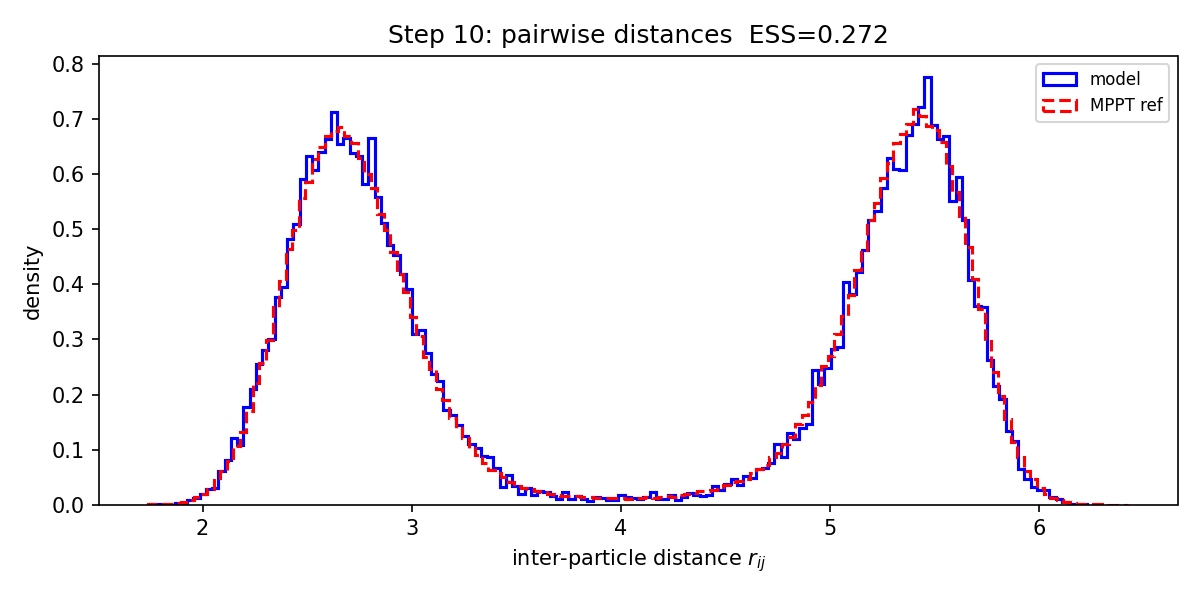 Step 10: pairwise distances  ESS=0.272
model
MPPT ref
density
0.8
0.7
0.6
0.5
0.4
0.3
0.2
0.1
0.0
2
3
4
5
6
inter-particle distance r_ij